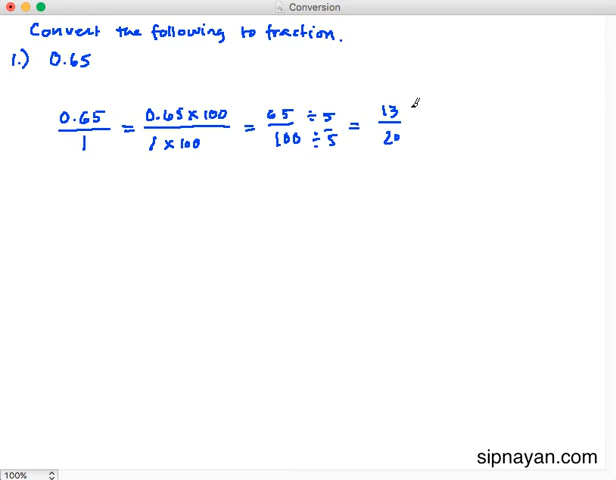 Conversion
Convert the following to fraction.
1.) 0.65
0.65/1 = 0.65 × 100/1 × 100 = 65 ÷ 5/100 ÷ 5 = 13/20
sipnayan.com
100%